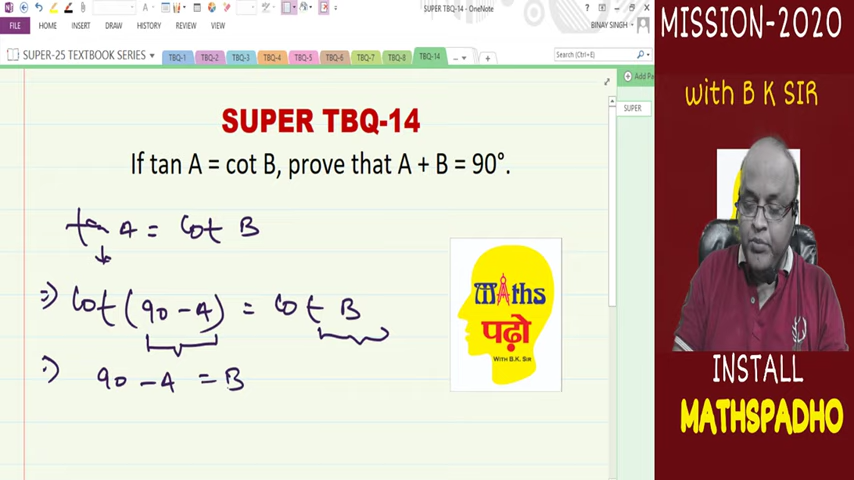 SUPER TBQ-14 - OneNote
FILE HOME INSERT DRAW HISTORY REVIEW VIEW
BINAY SINGH
SUPER-25 TEXTBOOK SERIES
TBQ-1 TBQ-2 TBQ-3 TBQ-4 TBQ-5 TBQ-6 TBQ-7 TBQ-8 TBQ-14
Search (Ctrl+E)
Add Pa
SUPER
SUPER TBQ-14
If tan A = cot B, prove that A + B = 90°.
tan A = Cot B
⇒ Cot (90 - A) = Cot B
⇒ 90 - A = B
Maths
पढ़ो
WITH B.K. SIR
MISSION-2020
with B K SIR
INSTALL
MATHSPADHO